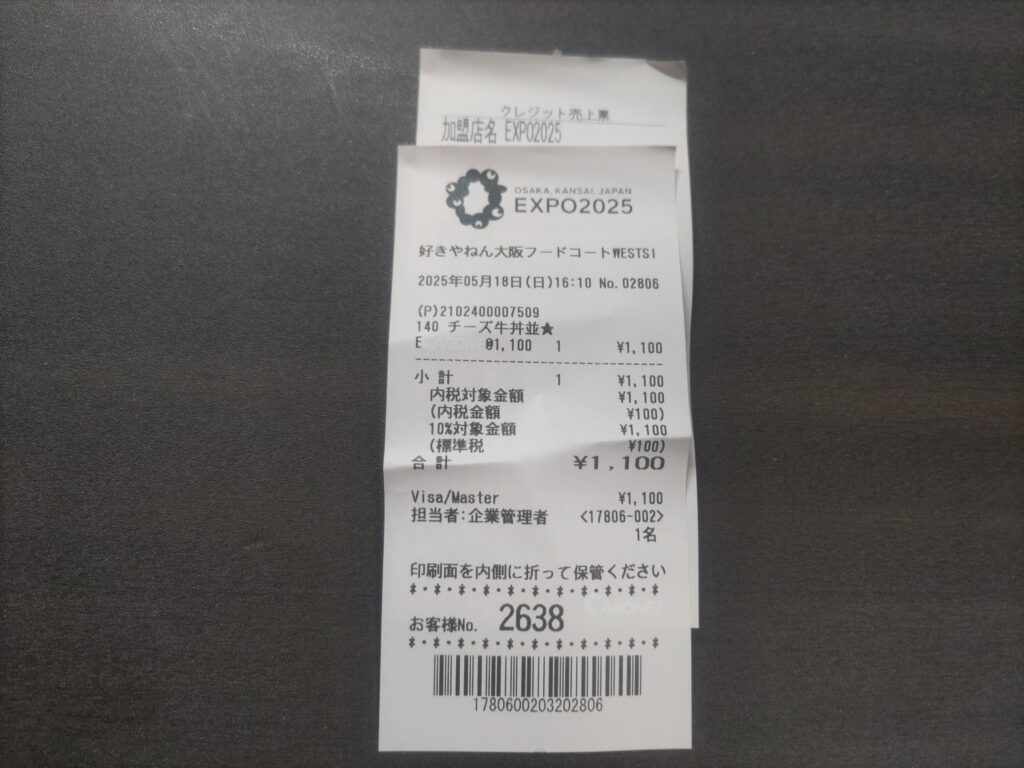 クレジット売上票
加盟店名 EXPO2025
OSAKA, KANSAI, JAPAN
EXPO2025
好きやねん大阪フードコートWESTSI
2025年05月18日(日)16:10 No.02806
(P)2102400007509
140 チーズ牛丼並★
E @1,100 1 ¥1,100
小 計 1 ¥1,100
内税対象金額 ¥1,100
(内税金額 ¥100)
10%対象金額 ¥1,100
(標準税 ¥100)
合 計 ¥1,100
Visa/Master ¥1,100
担当者:企業管理者 <17806-002>
1名
印刷面を内側に折って保管ください
CARDNET
お客様No. 2638
1780600203202806